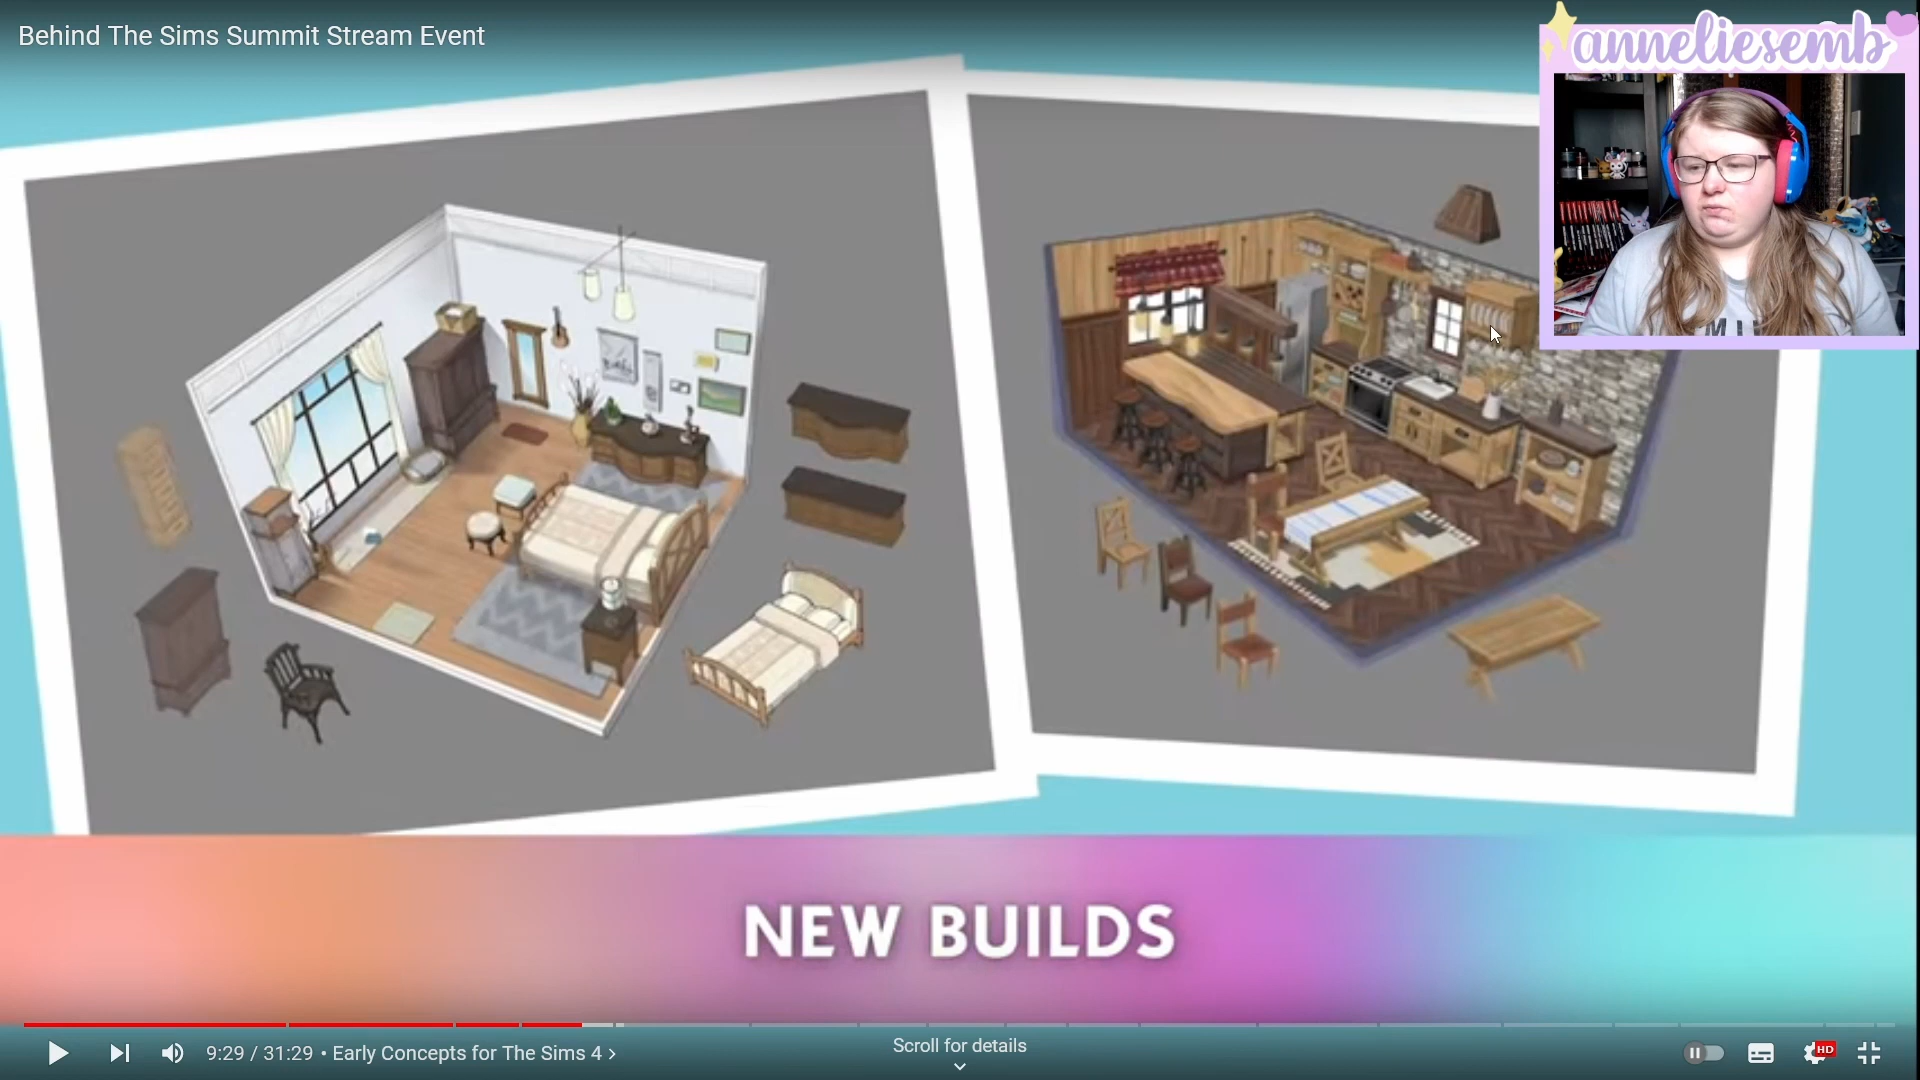 Behind The Sims Summit Stream Event
anneliesemb
NEW BUILDS
9:29 / 31:29 • Early Concepts for The Sims 4 >
Scroll for details
HD